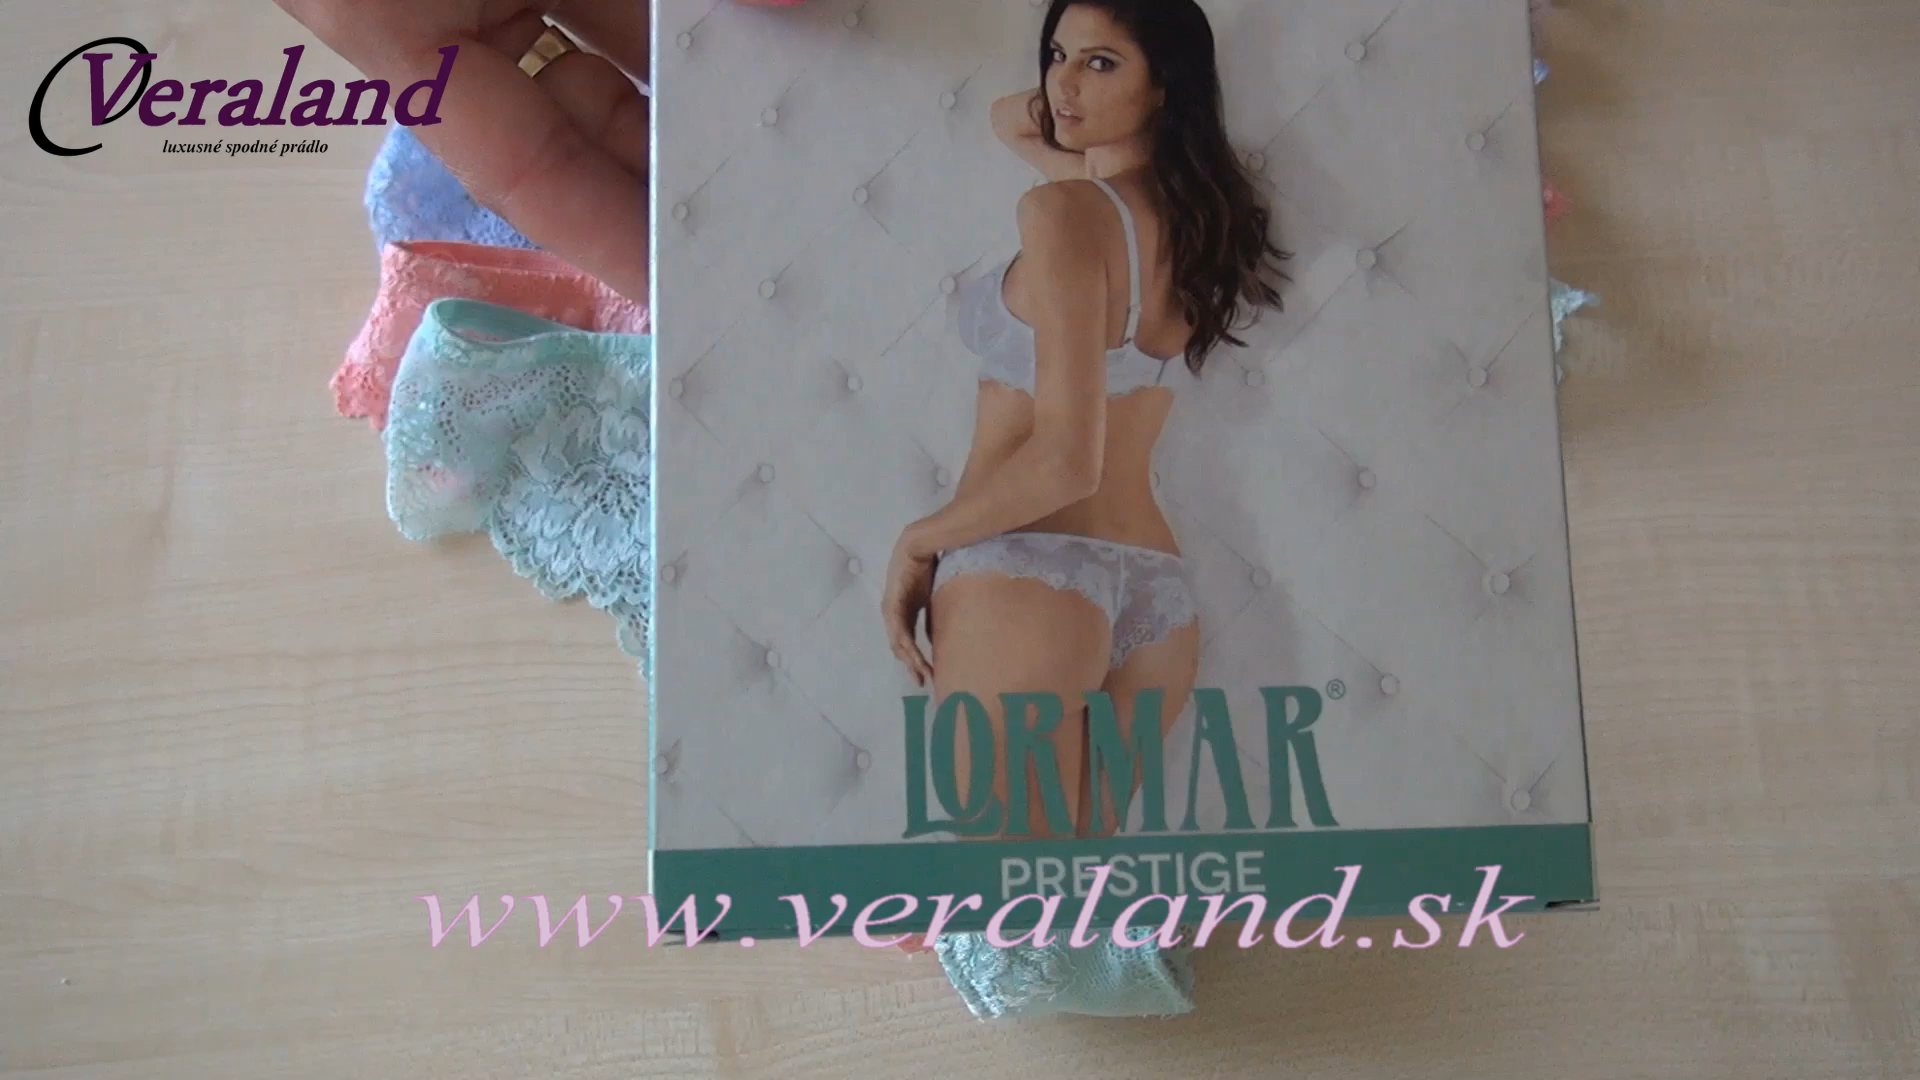 Veraland
luxusné spodné prádlo
LORMAR®
PRESTIGE
www.veraland.sk